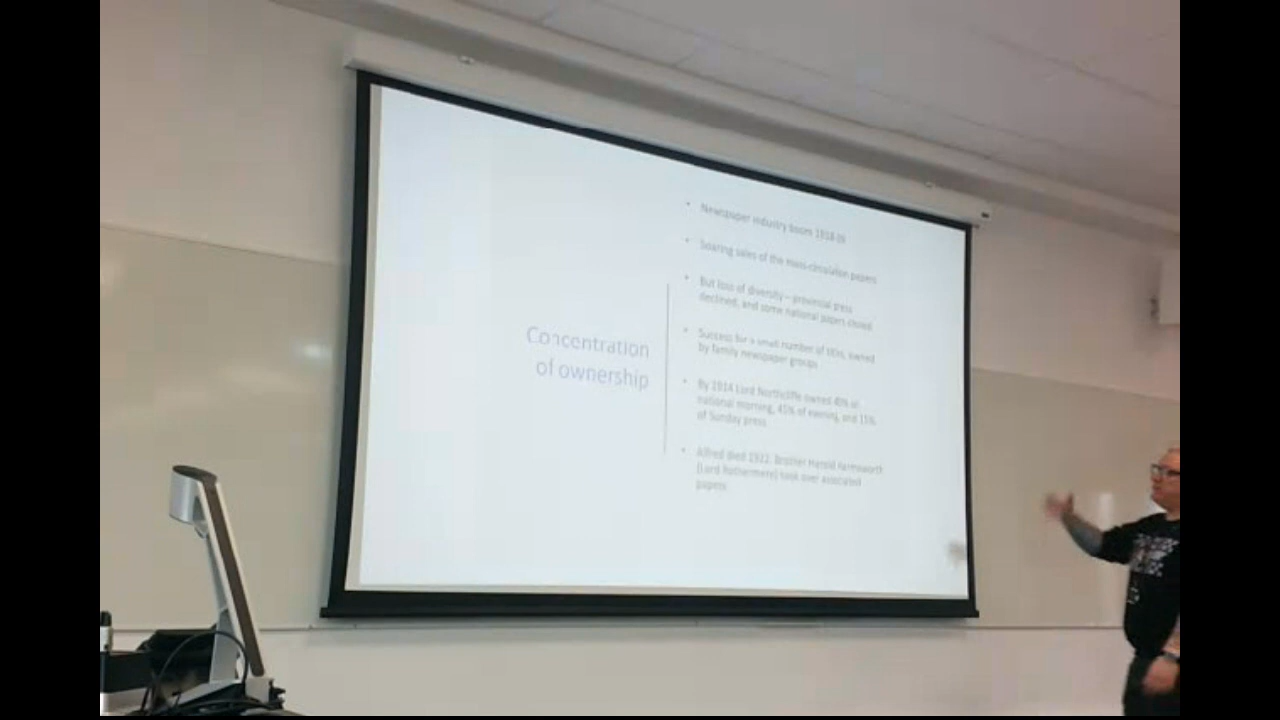 Concentration
of ownership
Newspaper industry boom 1918-
Soaring sales of the mass-circulation papers
But loss of diversity – provincial press
declined, and some national papers closed
Success for a small number of titles, owned
by family newspaper groups
By 1914 Lord Northcliffe owned 40% of
national morning, 45% of evening, and 15%
of Sunday press
Alfred died 1922. Brother Harold Harmsworth
(Lord Rothermere) took over associated
papers